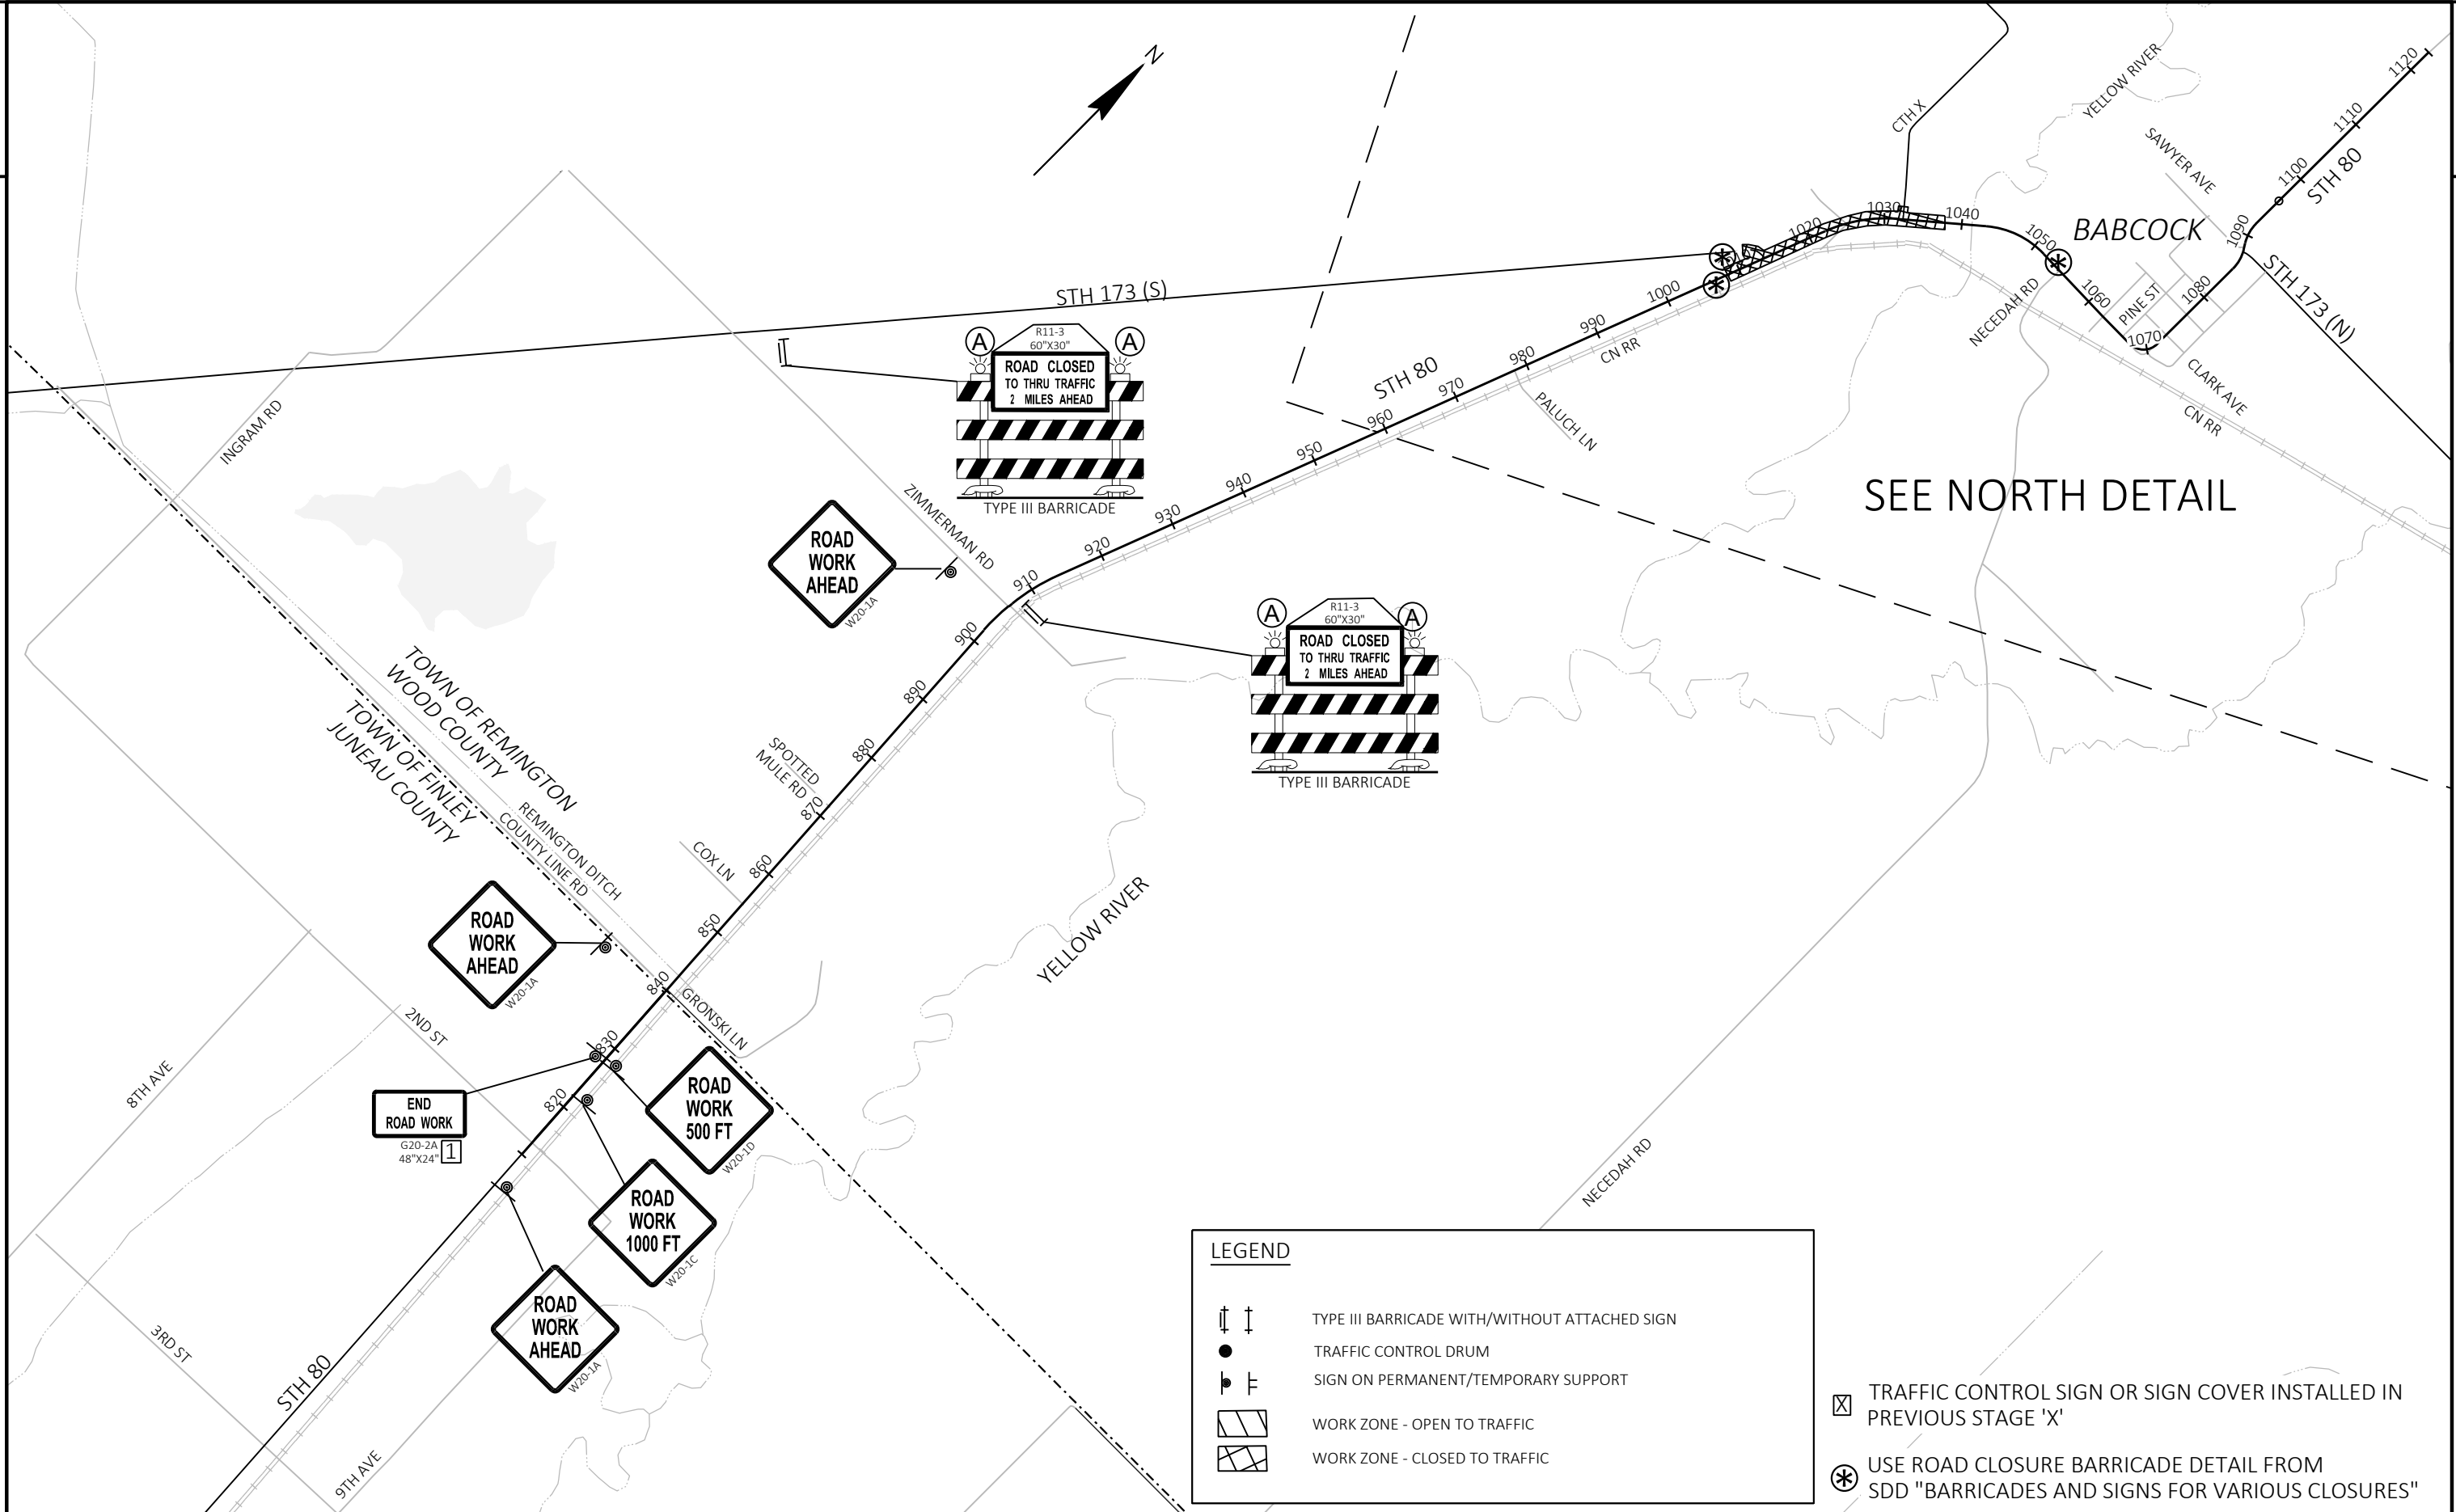 N
1120
YELLOW RIVER
CTH X
1110
SAWYER AVE
1100
STH 80
1030
1040
1020
1050
BABCOCK
1090
STH 173 (N)
NECEDAH RD
1060
PINE ST
1080
1070
CLARK AVE
CN RR
STH 173 (S)
1000
990
CN RR
980
STH 80
970
960
PALUCH LN
950
940
930
920
910
A
R11-3
60"X30"
A
ROAD CLOSED
TO THRU TRAFFIC
2 MILES AHEAD
TYPE III BARRICADE
INGRAM RD
ZIMMERMAN RD
SEE NORTH DETAIL
ROAD
WORK
AHEAD
W20-1A
A
R11-3
60"X30"
A
ROAD CLOSED
TO THRU TRAFFIC
2 MILES AHEAD
TYPE III BARRICADE
900
890
880
870
860
850
840
830
820
TOWN OF REMINGTON
WOOD COUNTY
TOWN OF FINLEY
JUNEAU COUNTY
SPOTTED
MULE RD
REMINGTON DITCH
COUNTY LINE RD
COX LN
YELLOW RIVER
ROAD
WORK
AHEAD
W20-1A
GRONSKI LN
2ND ST
8TH AVE
END
ROAD WORK
G20-2A
48"X24"
1
ROAD
WORK
500 FT
W20-1D
ROAD
WORK
1000 FT
W20-1C
ROAD
WORK
AHEAD
W20-1A
NECEDAH RD
3RD ST
STH 80
9TH AVE
LEGEND
TYPE III BARRICADE WITH/WITHOUT ATTACHED SIGN
TRAFFIC CONTROL DRUM
SIGN ON PERMANENT/TEMPORARY SUPPORT
WORK ZONE - OPEN TO TRAFFIC
WORK ZONE - CLOSED TO TRAFFIC
X TRAFFIC CONTROL SIGN OR SIGN COVER INSTALLED IN
PREVIOUS STAGE 'X'
USE ROAD CLOSURE BARRICADE DETAIL FROM
SDD "BARRICADES AND SIGNS FOR VARIOUS CLOSURES"